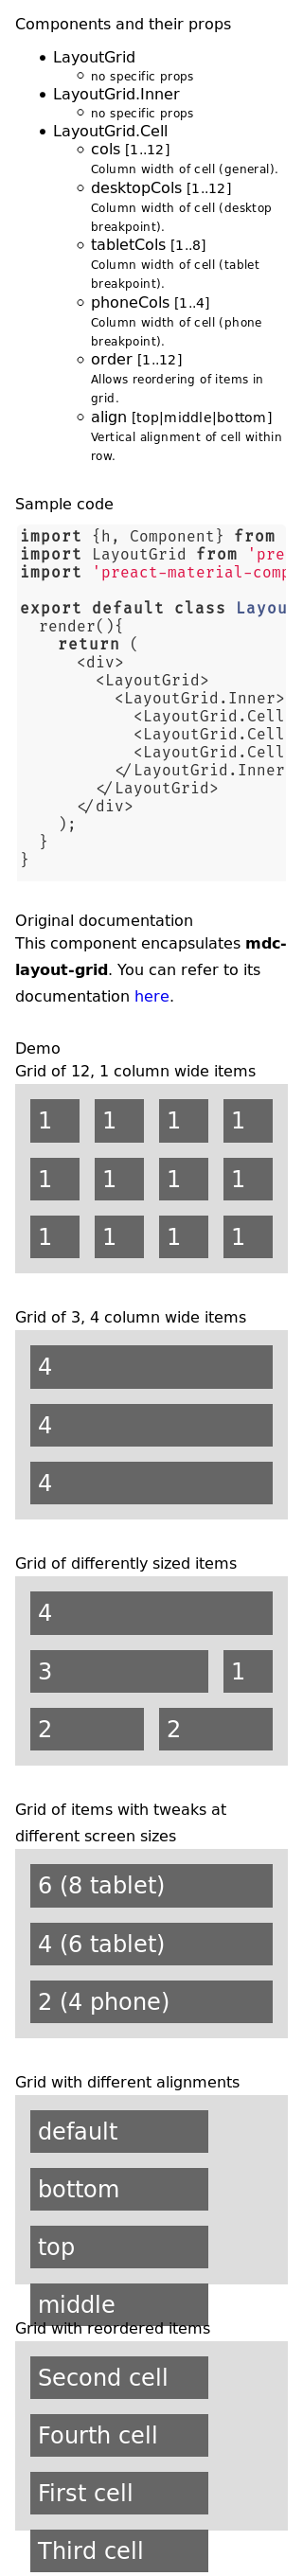 Components and their props
LayoutGrid
no specific props
LayoutGrid.Inner
no specific props
LayoutGrid.Cell
cols [1..12]
Column width of cell (general).
desktopCols [1..12]
Column width of cell (desktop
breakpoint).
tabletCols [1..8]
Column width of cell (tablet
breakpoint).
phoneCols [1..4]
Column width of cell (phone
breakpoint).
order [1..12]
Allows reordering of items in
grid.
align [top|middle|bottom]
Vertical alignment of cell within
row.
Sample code
import {h, Component} from
import LayoutGrid from 'pre
import 'preact-material-comp
export default class Layou
render(){
return (
<div>
<LayoutGrid>
<LayoutGrid.Inner>
<LayoutGrid.Cell
<LayoutGrid.Cell
<LayoutGrid.Cell
</LayoutGrid.Inner
</LayoutGrid>
</div>
);
}
}
Original documentation
This component encapsulates mdc-
layout-grid. You can refer to its
documentation here.
Demo
Grid of 12, 1 column wide items
1 1 1 1
1 1 1 1
1 1 1 1
Grid of 3, 4 column wide items
4
4
4
Grid of differently sized items
4
3 1
2 2
Grid of items with tweaks at
different screen sizes
6 (8 tablet)
4 (6 tablet)
2 (4 phone)
Grid with different alignments
default
bottom
top
middle
Grid with reordered items
Second cell
Fourth cell
First cell
Third cell